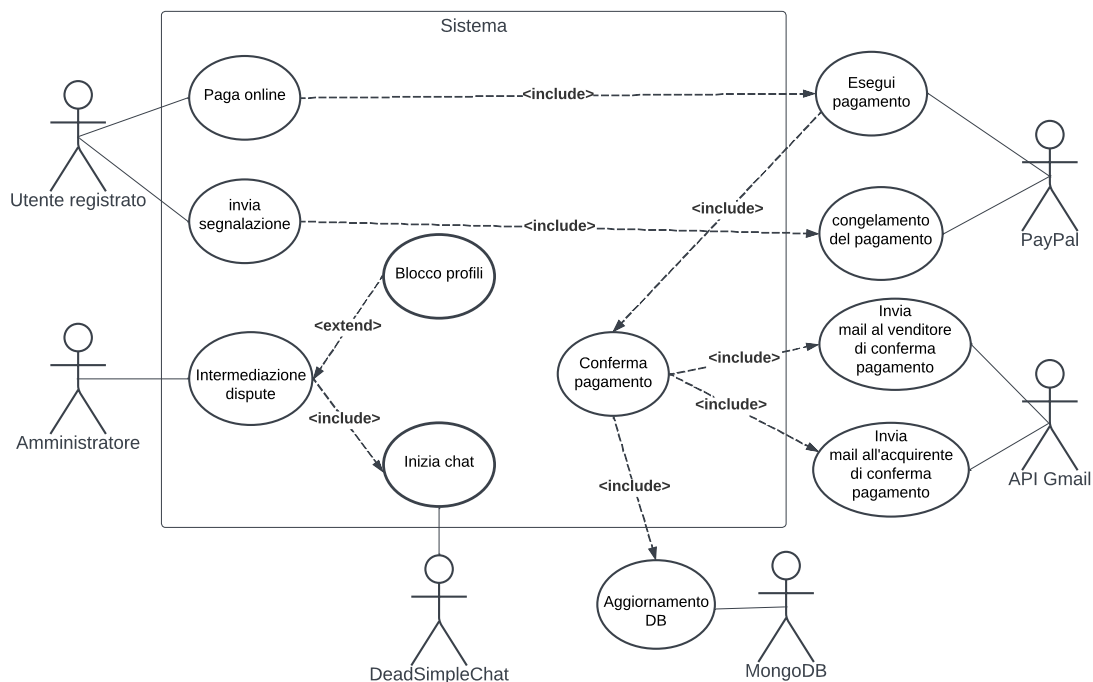 Sistema
Paga online
<include>
Esegui
pagamento
Utente registrato
invia
segnalazione
<include>
<include>
congelamento
del pagamento
PayPal
Blocco profili
<extend>
Invia
mail al venditore
di conferma
pagamento
Intermediazione
dispute
Conferma
pagamento
<include>
<include>
<include>
Amministratore
Inizia chat
Invia
mail all'acquirente
di conferma
pagamento
API Gmail
<include>
Aggiornamento
DB
DeadSimpleChat
MongoDB